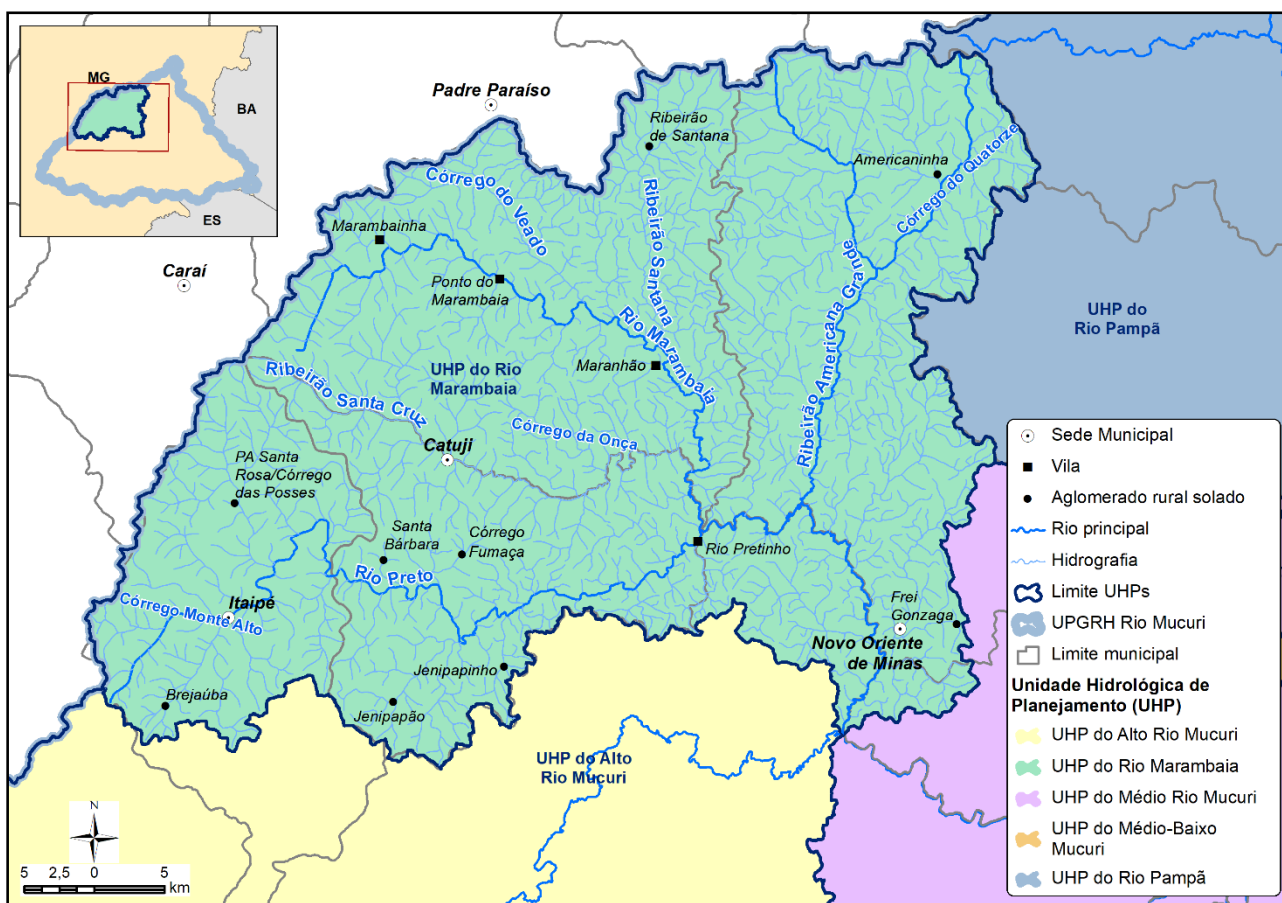 MG
BA
ES
Padre Paraíso
Ribeirão
de Santana
Americaninha
Córrego do Quatorze
Córrego do Veado
Marambainha
Ribeirão Santana
Caraí
Ponto do
Marambaia
Rio Marambaia
Ribeirão Americana Graupe
UHP do
Rio Pampã
UHP do Rio
Marambaia
Maranhão
Ribeirão Santa Cruz
Córrego da Onça
Catuji
PA Santa
Rosa/Córrego
das Posses
Santa
Bárbara
Córrego
Fumaça
Rio Pretinho
Rio Preto
Itaipé
Córrego Monte Alto
Frei
Gonzaga
Novo Oriente
de Minas
Jenipapinho
Brejaúba
Jenipapão
UHP do Alto
Rio Mucuri
N
5 2,5 0 5
km
Sede Municipal
Vila
Aglomerado rural solado
Rio principal
Hidrografia
Limite UHPs
UPGRH Rio Mucuri
Limite municipal
Unidade Hidrológica de
Planejamento (UHP)
UHP do Alto Rio Mucuri
UHP do Rio Marambaia
UHP do Médio Rio Mucuri
UHP do Médio-Baixo
Mucuri
UHP do Rio Pampã